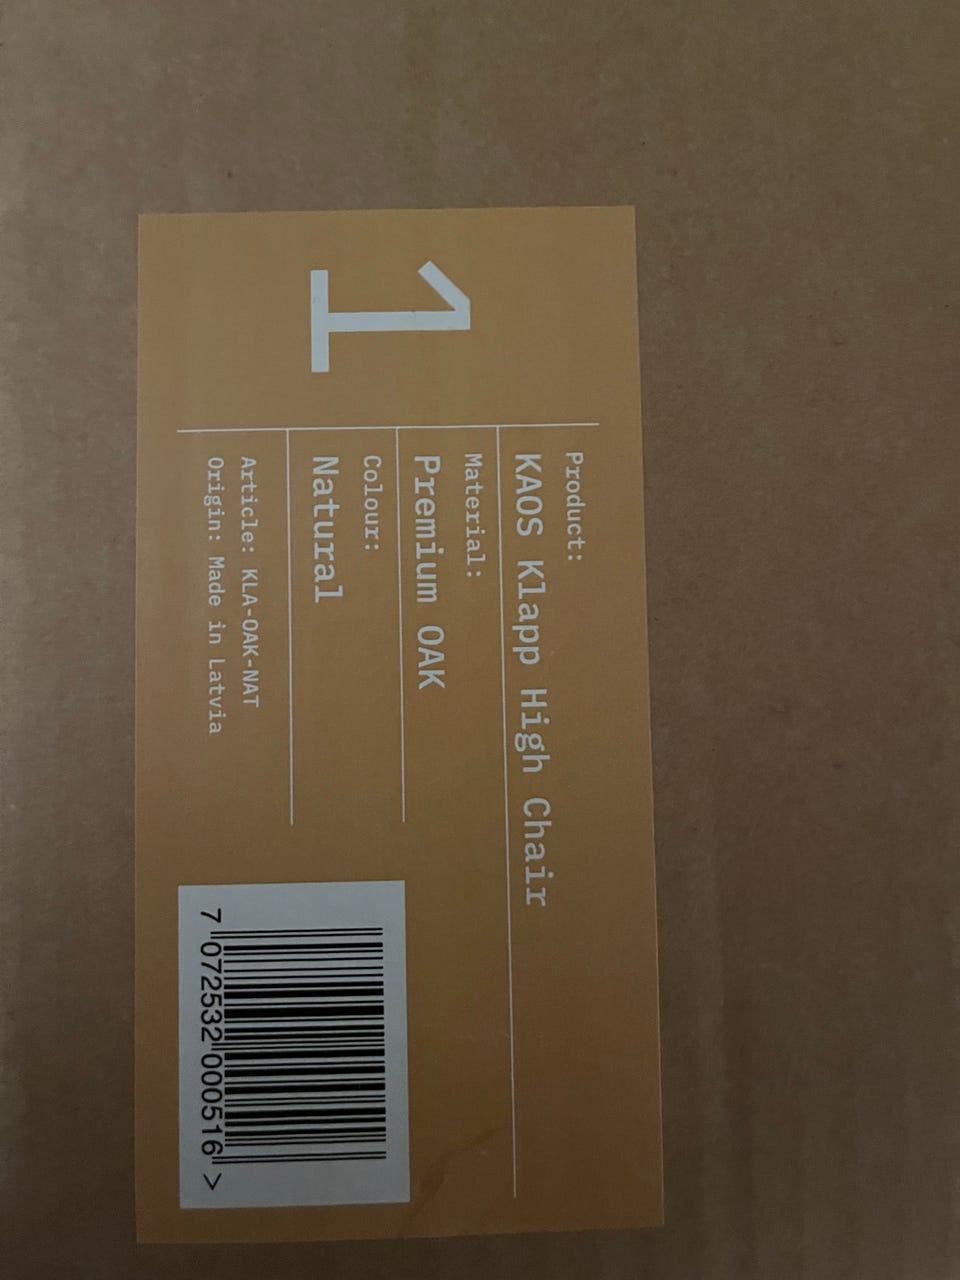 1
Product:
KAOS Klapp High Chair
Material:
Premium OAK
Colour:
Natural
Article: KLA-OAK-NAT
Origin: Made in Latvia
7 072532 000516 >